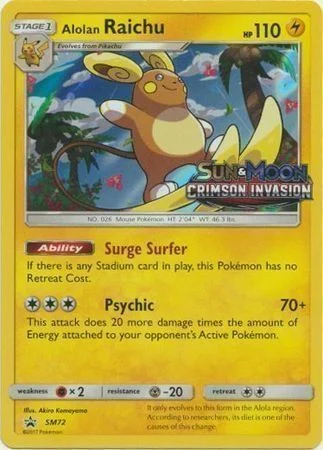 STAGE 1
Alolan Raichu
HP 110
Evolves from Pikachu
SUN & MOON
CRIMSON INVASION
NO. 026 Mouse Pokémon HT: 2'04" WT: 46.3 lbs.
Ability Surge Surfer
If there is any Stadium card in play, this Pokémon has no
Retreat Cost.
Psychic 70+
This attack does 20 more damage times the amount of
Energy attached to your opponent's Active Pokémon.
weakness × 2 resistance -20 retreat
Illus. Akira Komayama
SM72
©2017 Pokémon
It only evolves to this form in the Alola region.
According to researchers, its diet is one of the
causes of this change.